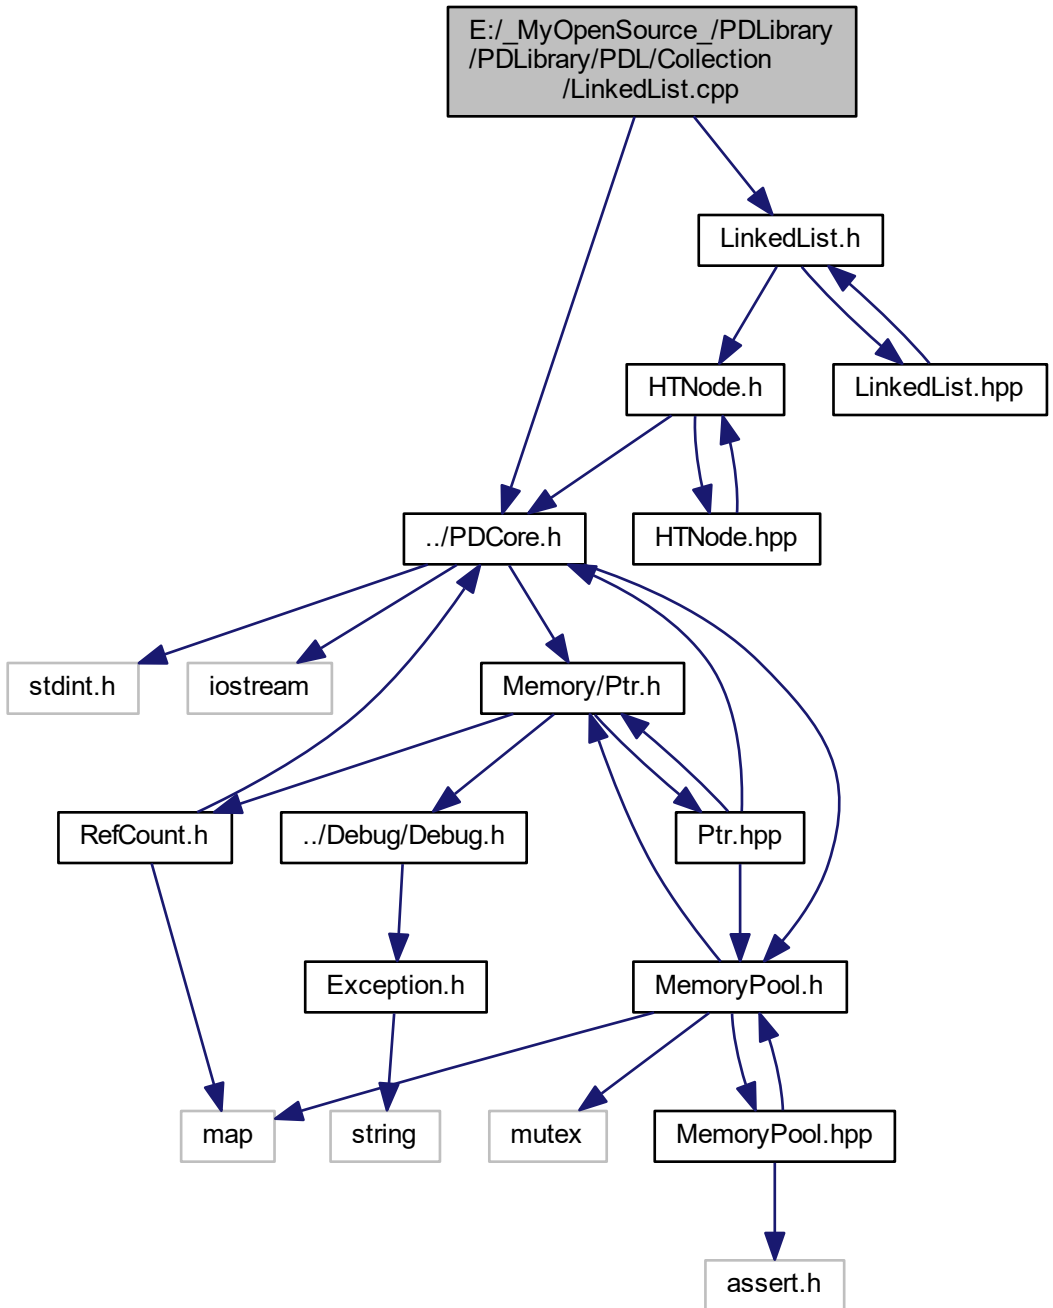 E:/_MyOpenSource_/PDLibrary
/PDLibrary/PDL/Collection
/LinkedList.cpp
LinkedList.h
HTNode.h
LinkedList.hpp
../PDCore.h
HTNode.hpp
stdint.h
iostream
Memory/Ptr.h
RefCount.h
../Debug/Debug.h
Ptr.hpp
Exception.h
MemoryPool.h
map
string
mutex
MemoryPool.hpp
assert.h